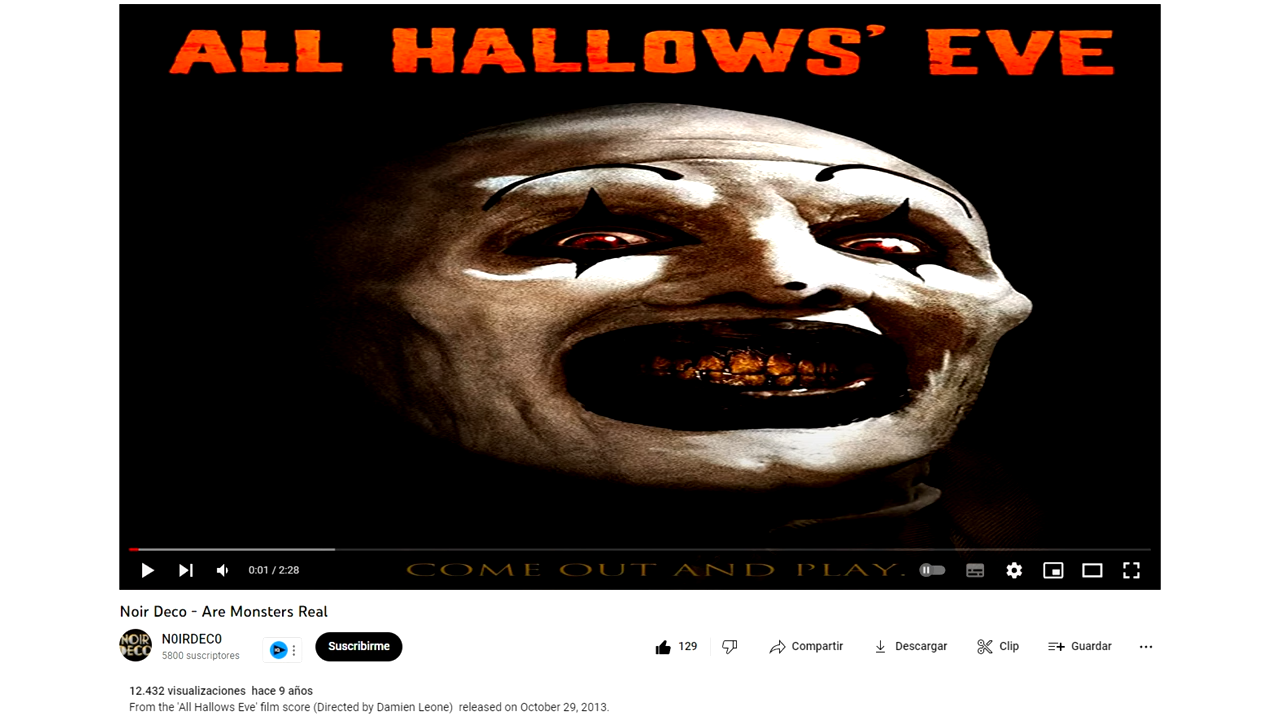 ALL HALLOWS' EVE
COME OUT AND PLAY.
0:01 / 2:28
Noir Deco - Are Monsters Real
NOIR DECO
N0IRDEC0
5800 suscriptores
Suscribirme
129
Compartir
Descargar
Clip
Guardar
12.432 visualizaciones hace 9 años
From the 'All Hallows Eve' film score (Directed by Damien Leone) released on October 29, 2013.